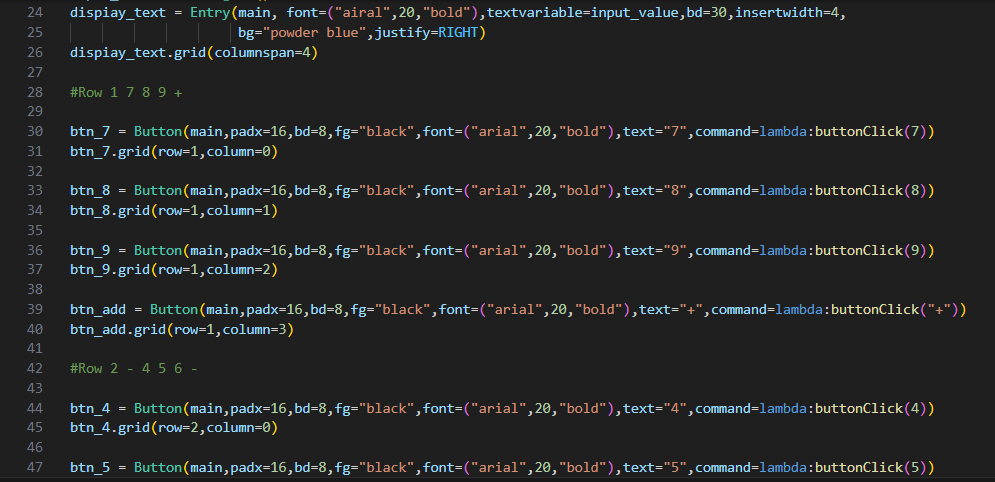 24 dispiay_text = Entry(main, font=("airal",20,"bold"),textvariable=input_value,bd=30,insertwidth=4,
25 bg="powder blue",justify=RIGHT)
26 dispiay_text.grid(columnspan=4)
27
28 #Row 1 7 8 9 +
29
30 btn_7 = Button(main,padx=16,bd=8,fg="black",font=("arial",20,"bold"),text="7",command=lambda:buttonClick(7))
31 btn_7.grid(row=1,column=0)
32
33 btn_8 = Button(main,padx=16,bd=8,fg="black",font=("arial",20,"bold"),text="8",command=lambda:buttonClick(8))
34 btn_8.grid(row=1,column=1)
35
36 btn_9 = Button(main,padx=16,bd=8,fg="black",font=("arial",20,"bold"),text="9",command=lambda:buttonClick(9))
37 btn_9.grid(row=1,column=2)
38
39 btn_add = Button(main,padx=16,bd=8,fg="black",font=("arial",20,"bold"),text="+",command=lambda:buttonClick("+"))
40 btn_add.grid(row=1,column=3)
41
42 #Row 2 - 4 5 6 -
43
44 btn_4 = Button(main,padx=16,bd=8,fg="black",font=("arial",20,"bold"),text="4",command=lambda:buttonClick(4))
45 btn_4.grid(row=2,column=0)
46
47 btn_5 = Button(main,padx=16,bd=8,fg="black",font=("arial",20,"bold"),text="5",command=lambda:buttonClick(5))